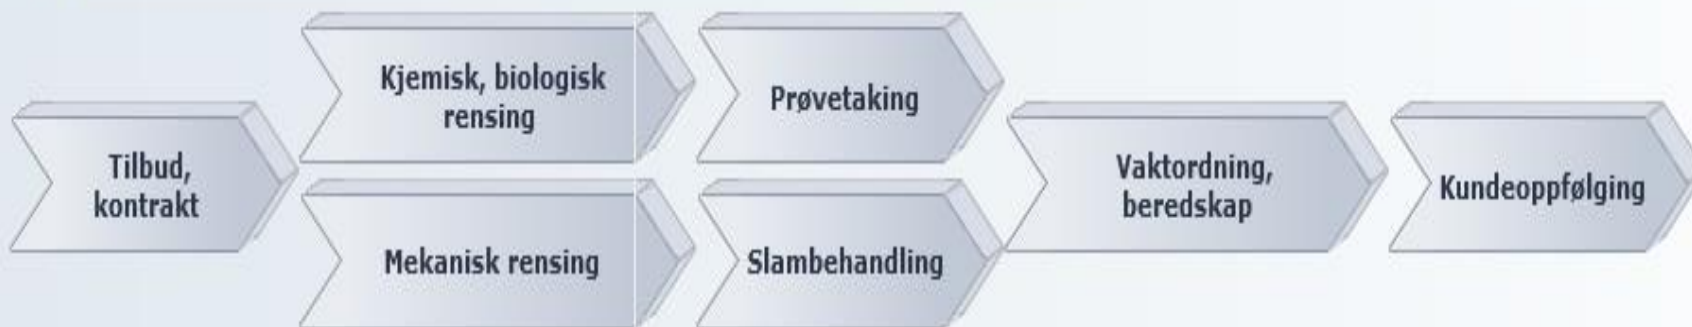 Tilbud,
kontrakt
Kjemisk, biologisk
rensing
Mekanisk rensing
Prøvetaking
Slambehandling
Vaktordning,
beredskap
Kundeoppfølging